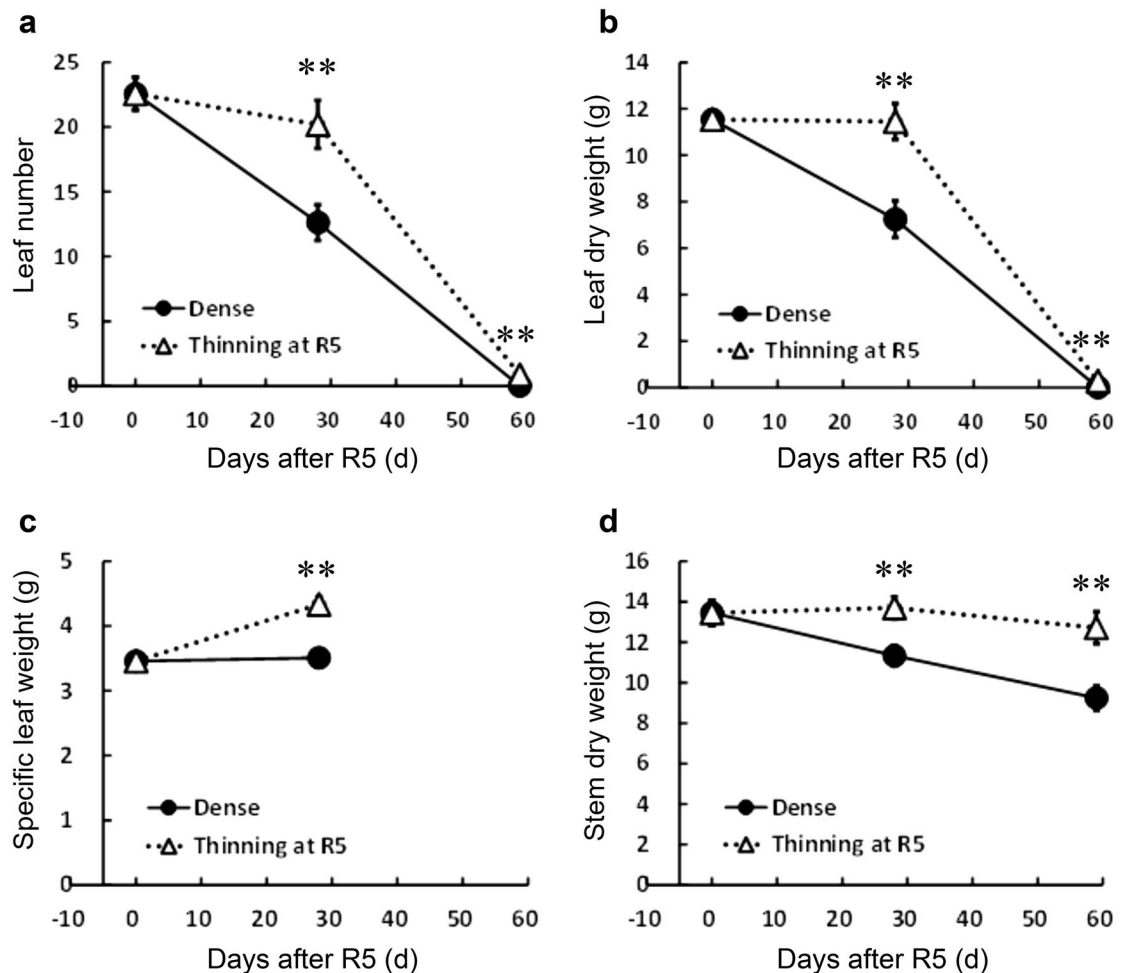 a
25
20
15
10
5
0
Leaf number
**
**
Dense
Thinning at R5
-10 0 10 20 30 40 50 60
Days after R5 (d)
b
14
12
10
8
6
4
2
0
Leaf dry weight (g)
**
**
Dense
Thinning at R5
-10 0 10 20 30 40 50 60
Days after R5 (d)
c
5
4
3
2
1
0
Specific leaf weight (g)
**
Dense
Thinning at R5
-10 0 10 20 30 40 50 60
Days after R5 (d)
d
16
14
12
10
8
6
4
2
0
Stem dry weight (g)
**
**
Dense
Thinning at R5
-10 0 10 20 30 40 50 60
Days after R5 (d)